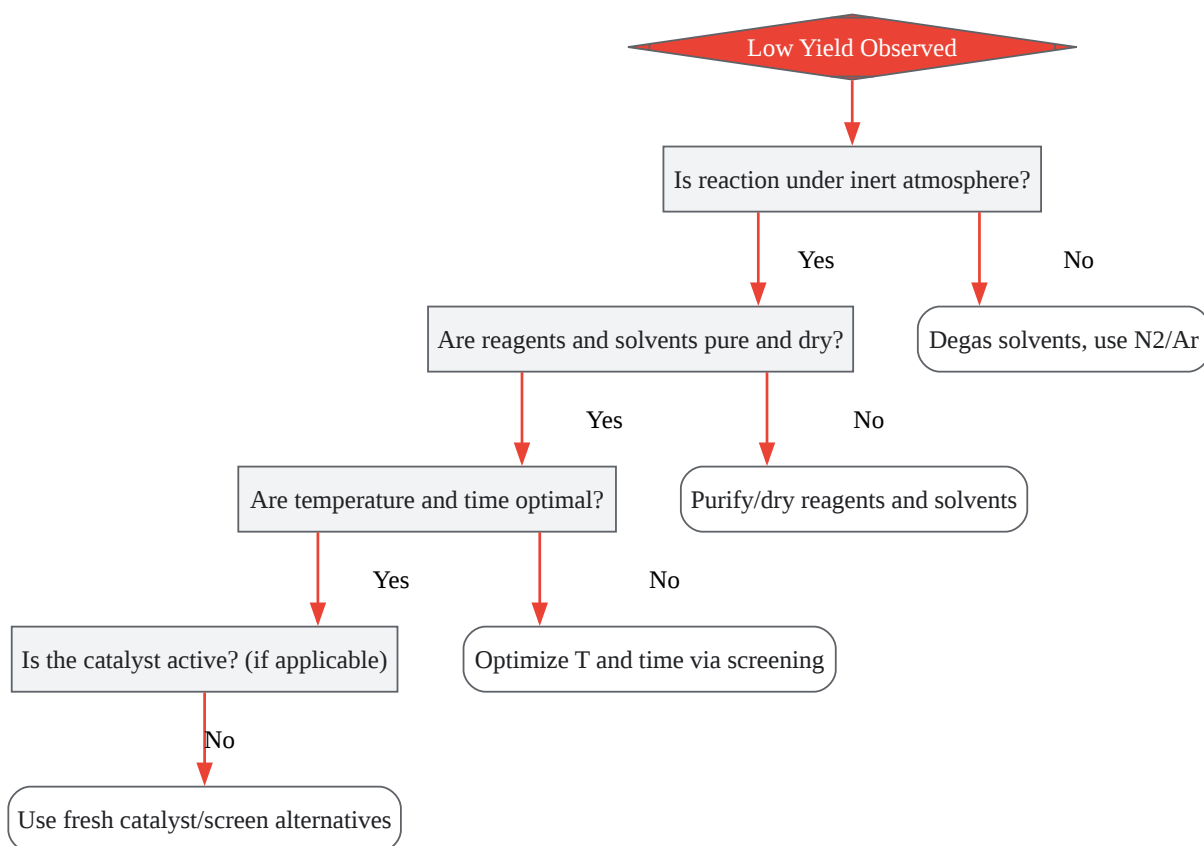 Low Yield Observed
Is reaction under inert atmosphere?
Yes
No
Are reagents and solvents pure and dry?
Degas solvents, use N2/Ar
Yes
No
Are temperature and time optimal?
Purify/dry reagents and solvents
Yes
No
Is the catalyst active? (if applicable)
Optimize T and time via screening
No
Use fresh catalyst/screen alternatives